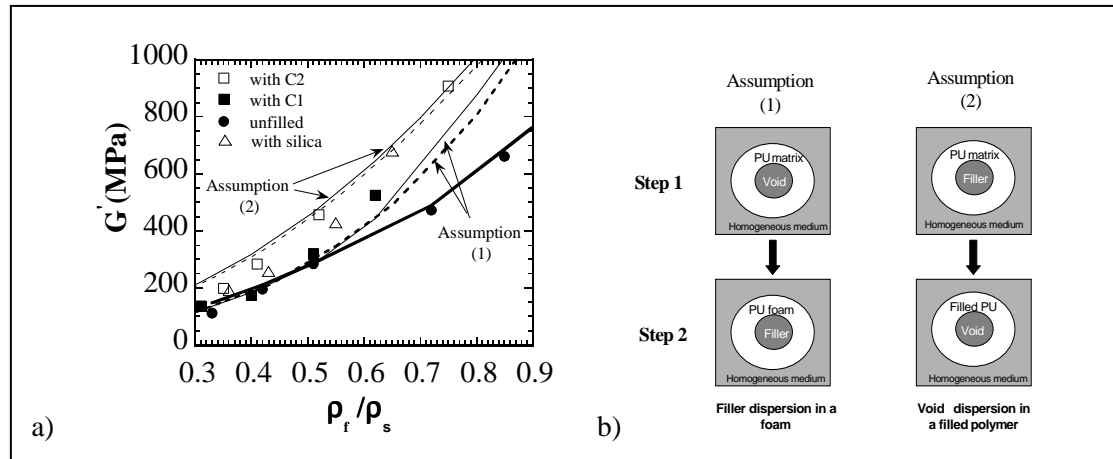 1000
800
600
400
200
0
0.3 0.4 0.5 0.6 0.7 0.8 0.9
G' (MPa)
ρf /ρs
with C2
with C1
unfilled
with silica
Assumption
(2)
Assumption
(1)
a)
Assumption
(1)
Assumption
(2)
Step 1
PU matrix
Void
Homogeneous medium
PU matrix
Filler
Homogeneous medium
Step 2
PU foam
Filler
Homogeneous medium
Filled PU
Void
Homogeneous medium
Filler dispersion in a
foam
Void dispersion in
a filled polymer
b)